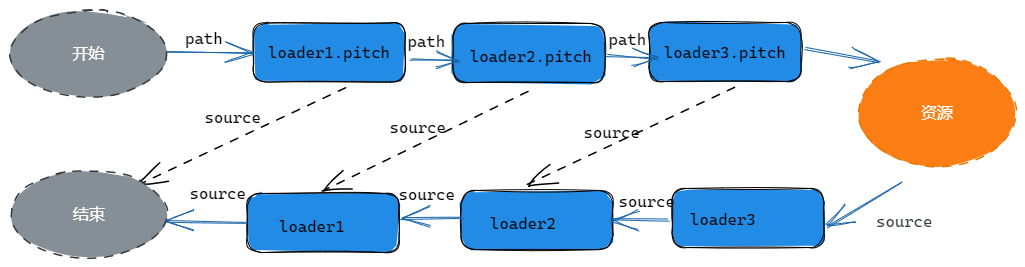 开始
path
loader1.pitch
path
loader2.pitch
path
loader3.pitch
资源
source
source
source
结束
source
loader1
source
loader2
source
loader3
source